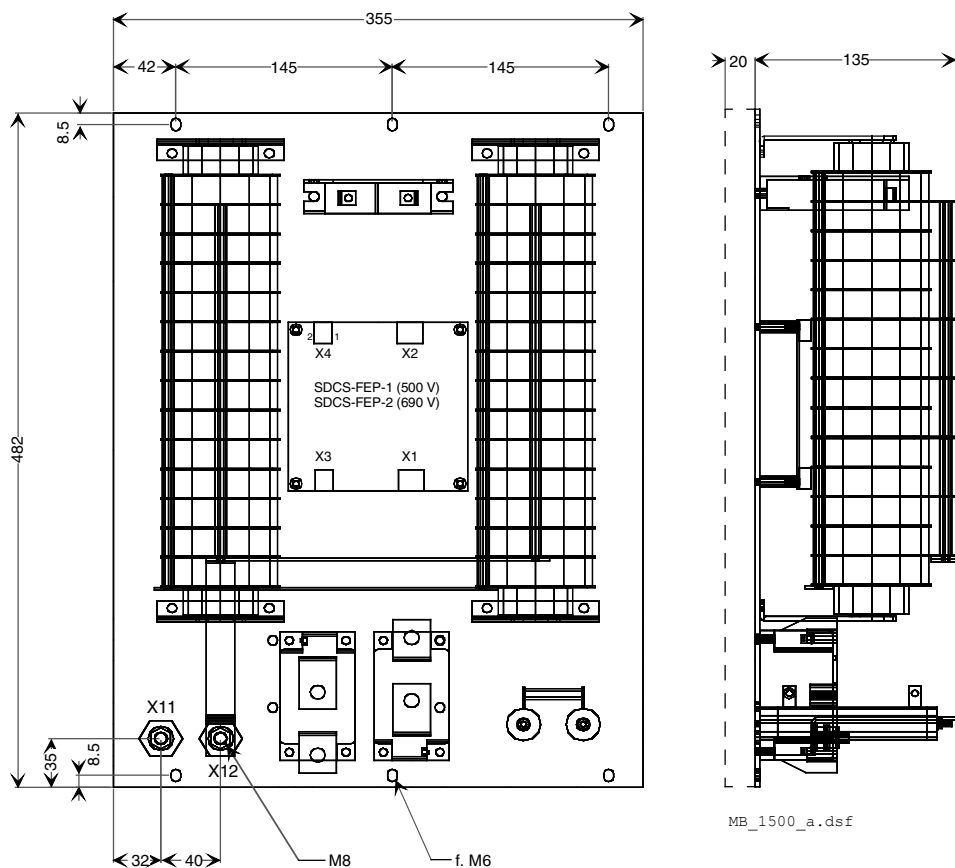 355
42
145
145
20
135
8.5
482
2
1
X4
X2
SDCS-FEP-1 (500 V)
SDCS-FEP-2 (690 V)
X3
X1
X11
X12
35
8.5
MB_1500_a.dsf
32
40
M8
f. M6